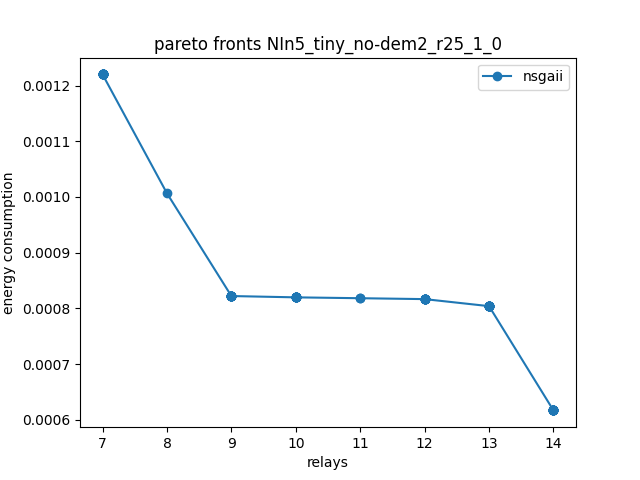 pareto fronts NIn5_tiny_no-dem2_r25_1_0
nsgaii
energy consumption
0.0012
0.0011
0.0010
0.0009
0.0008
0.0007
0.0006
7 8 9 10 11 12 13 14
relays